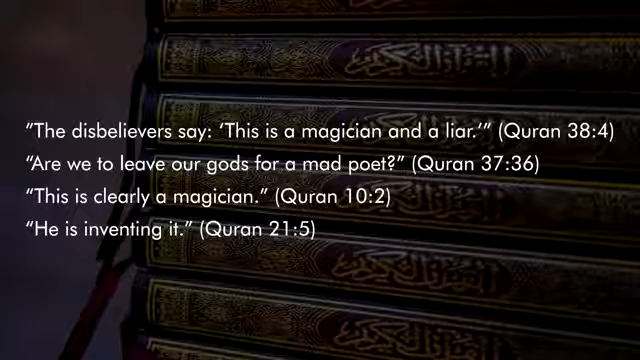 “The disbelievers say: ‘This is a magician and a liar.’” (Quran 38:4)
“Are we to leave our gods for a mad poet?” (Quran 37:36)
“This is clearly a magician.” (Quran 10:2)
“He is inventing it.” (Quran 21:5)